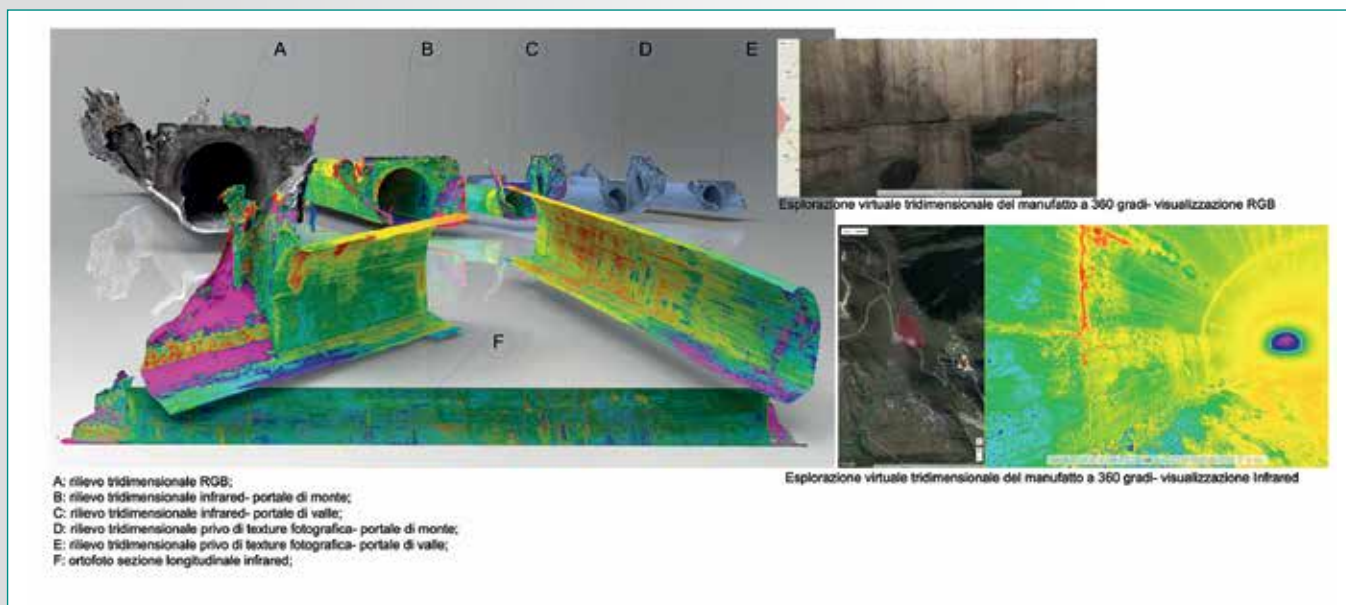 A
B
C
D
E
F
Esplorazione virtuale tridimensionale del manufatto a 360 gradi- visualizzazione RGB
Esplorazione virtuale tridimensionale del manufatto a 360 gradi- visualizzazione Infrared
A: rilievo tridimensionale RGB;
B: rilievo tridimensionale infrared- portale di monte;
C: rilievo tridimensionale infrared- portale di valle;
D: rilievo tridimensionale privo di texture fotografica- portale di monte;
E: rilievo tridimensionale privo di texture fotografica- portale di valle;
F: ortofoto sezione longitudinale infrared;